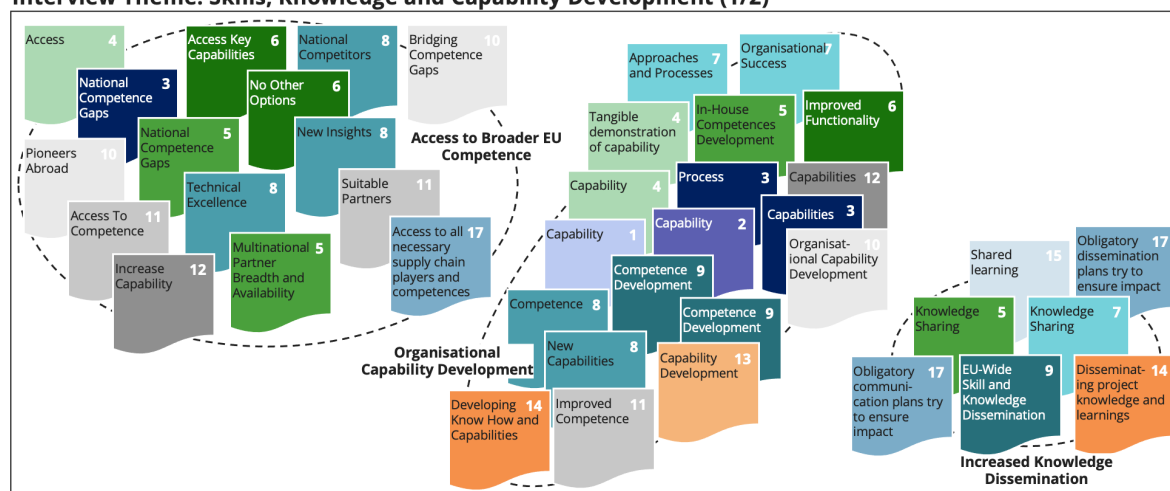 Interview Theme: Skills, Knowledge and Capability Development (1/2)
Access 4
National
Competence
Gaps 3
Access Key
Capabilities 6
No Other
Options 6
National
Competitors 8
Bridging
Competence
Gaps 10
Pioneers
Abroad 10
National
Competence
Gaps 5
New Insights 8
Technical
Excellence 8
Suitable
Partners 11
Access To
Competence 11
Increase
Capability 12
Multinational
Partner
Breadth and
Availability 5
Access to all
necessary
supply chain
players and
competences 17
Access to Broader EU
Competence
Approaches
and Processes 7
Organisational
Success 7
Tangible
demonstration
of capability 4
In-House
Competences
Development 5
Improved
Functionality 6
Capability 4
Process 3
Capabilities 12
Capability 1
Capability 2
Capabilities 3
Organisat-
ional Capability
Development 10
Competence
Development 9
Competence 8
Competence
Development 9
New
Capabilities 8
Capability
Development 13
Developing
Know How and
Capabilities 14
Improved
Competence 11
Organisational
Capability Development
Shared
learning 15
Obligatory
dissemination
plans try to
ensure impact 17
Knowledge
Sharing 5
Knowledge
Sharing 7
Obligatory
communi-
cation plans try
to ensure
impact 17
EU-Wide
Skill and
Knowledge
Dissemination 9
Disseminat-
ing project
knowledge and
learnings 14
Increased Knowledge
Dissemination